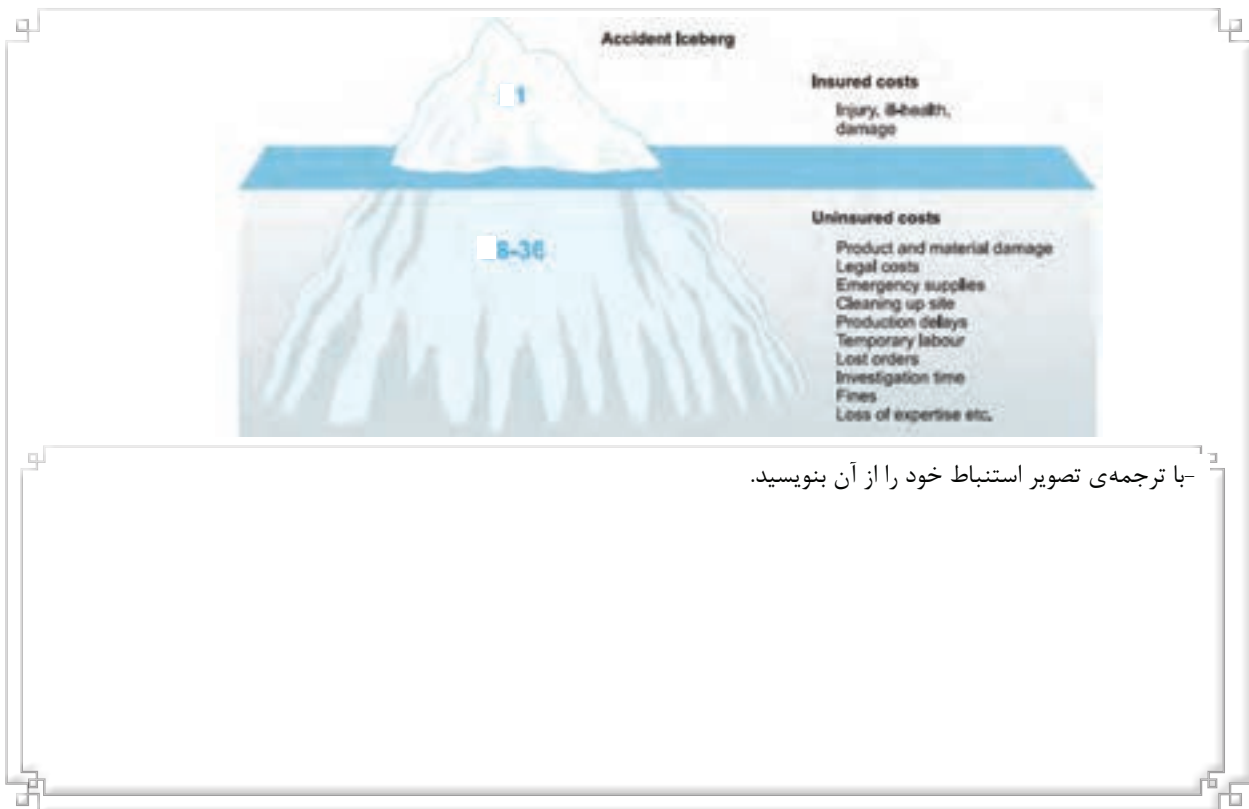 Accident Iceberg
Insured costs
1
Injury, ill-health,
damage
Uninsured costs
8-36
Product and material damage
Legal costs
Emergency supplies
Cleaning up site
Production delays
Temporary labour
Lost orders
Investigation time
Fines
Loss of expertise etc.
-با ترجمه‌ی تصویر استنباط خود را از آن بنویسید.